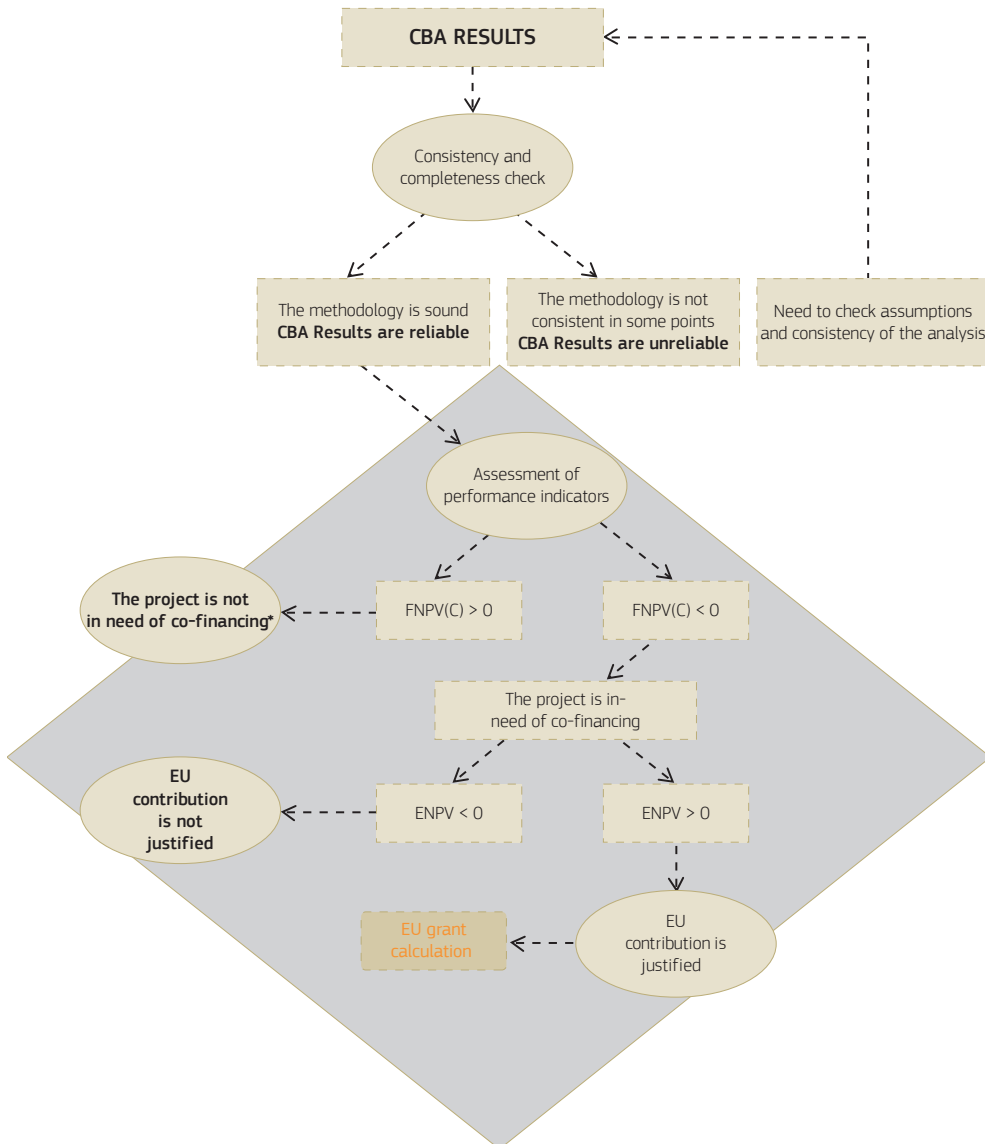 CBA RESULTS
Consistency and
completeness check
The methodology is sound
CBA Results are reliable
The methodology is not
consistent in some points
CBA Results are unreliable
Need to check assumptions
and consistency of the analysis
Assessment of
performance indicators
The project is not
in need of co-financing*
FNPV(C) > 0
FNPV(C) < 0
The project is in-
need of co-financing
EU
contribution
is not
justified
ENPV < 0
ENPV > 0
EU grant
calculation
EU
contribution is
justified